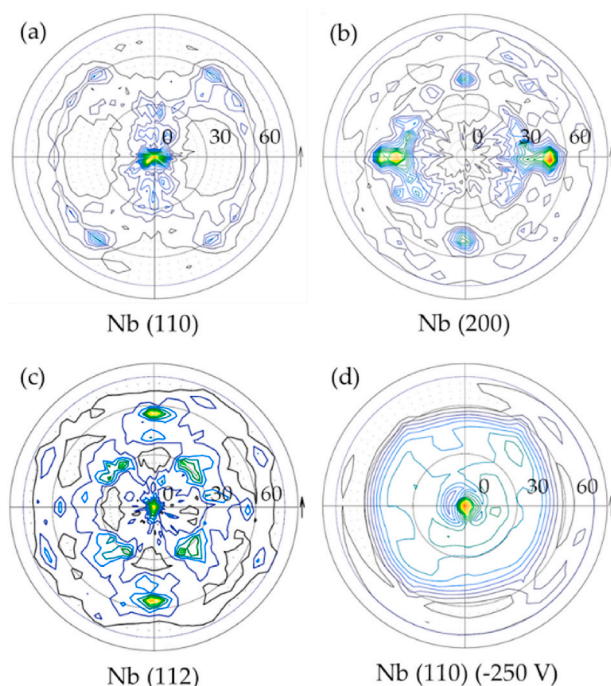 (a)
(b)
0 30 60
0 30 60
Nb (110)
Nb (200)
(c)
(d)
0 -30 60
0 30 60
Nb (112)
Nb (110) (-250 V)